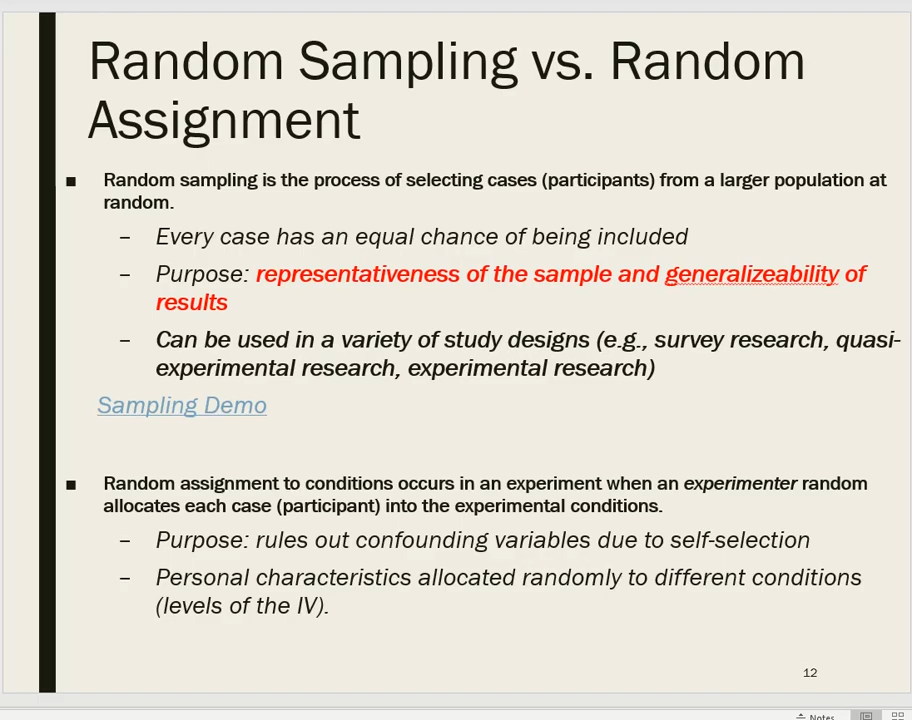 Random Sampling vs. Random
Assignment
■ Random sampling is the process of selecting cases (participants) from a larger population at
random.
– Every case has an equal chance of being included
– Purpose: representativeness of the sample and generalizeability of
results
– Can be used in a variety of study designs (e.g., survey research, quasi-
experimental research, experimental research)
Sampling Demo
■ Random assignment to conditions occurs in an experiment when an experimenter random
allocates each case (participant) into the experimental conditions.
– Purpose: rules out confounding variables due to self-selection
– Personal characteristics allocated randomly to different conditions
(levels of the IV).
12
Notes